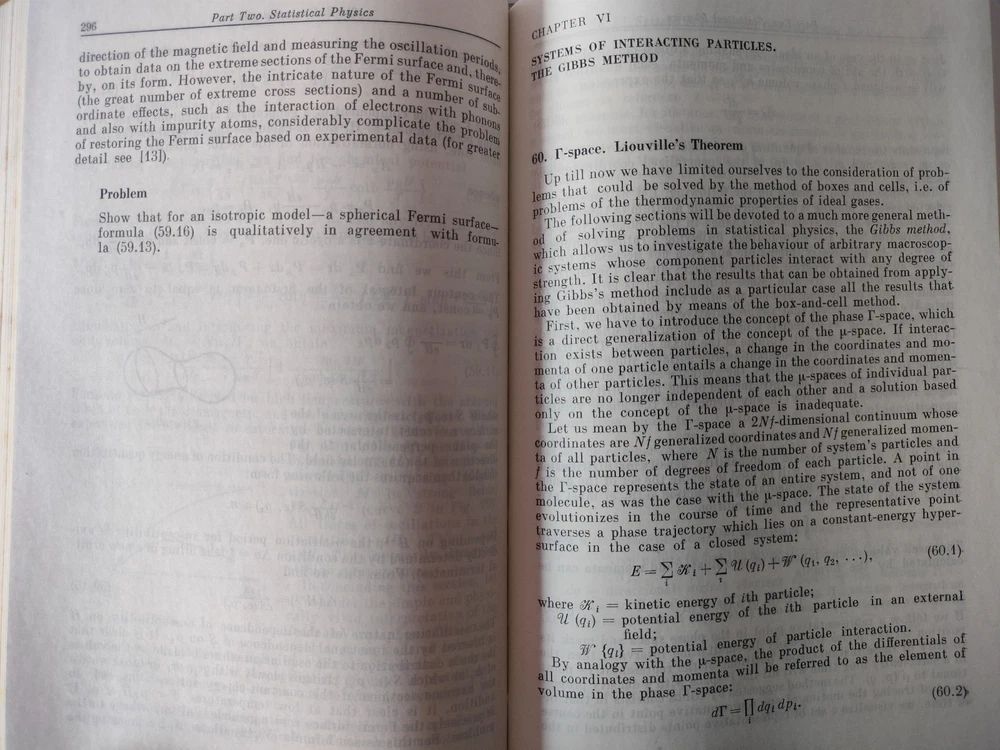 296
Part Two. Statistical Physics
direction of the magnetic field and measuring the oscillation periods,
to obtain data on the extreme sections of the Fermi surface and, there-
by, on its form. However, the intricate nature of the Fermi surface
(the great number of extreme cross sections) and a number of sub-
ordinate effects, such as the interaction of electrons with phonons
and also with impurity atoms, considerably complicate the problem
of restoring the Fermi surface based on experimental data (for greater
detail see [13]).
Problem
Show that for an isotropic model—a spherical Fermi surface—
formula (59.16) is qualitatively in agreement with formu-
la (59.13).
CHAPTER VI
SYSTEMS OF INTERACTING PARTICLES.
THE GIBBS METHOD
60. Γ-space. Liouville's Theorem
Up till now we have limited ourselves to the consideration of prob-
lems that could be solved by the method of boxes and cells, i.e. of
problems of the thermodynamic properties of ideal gases.
The following sections will be devoted to a much more general meth-
od of solving problems in statistical physics, the Gibbs method,
which allows us to investigate the behaviour of arbitrary macroscop-
ic systems whose component particles interact with any degree of
strength. It is clear that the results that can be obtained from apply-
ing Gibbs's method include as a particular case all the results that
have been obtained by means of the box-and-cell method.
First, we have to introduce the concept of the phase Γ-space, which
is a direct generalization of the concept of the μ-space. If interac-
tion exists between particles, a change in the coordinates and mo-
menta of one particle entails a change in the coordinates and momen-
ta of other particles. This means that the μ-spaces of individual par-
ticles are no longer independent of each other and a solution based
only on the concept of the μ-space is inadequate.
Let us mean by the Γ-space a 2Nf-dimensional continuum whose
coordinates are Nf generalized coordinates and Nf generalized momen-
ta of all particles, where N is the number of system's particles and
f is the number of degrees of freedom of each particle. A point in
the Γ-space represents the state of an entire system, and not of one
molecule, as was the case with the μ-space. The state of the system
evolutionizes in the course of time and the representative point
traverses a phase trajectory which lies on a constant-energy hyper-
surface in the case of a closed system:
E = ∑ᵢ 𝒦ᵢ + ∑ᵢ 𝒰 (qᵢ) + 𝒲 (q₁, q₂, ...), (60.1)
where 𝒦ᵢ = kinetic energy of ith particle;
𝒰 (qᵢ) = potential energy of the ith particle in an external
field;
𝒲 {qᵢ} = potential energy of particle interaction.
By analogy with the μ-space, the product of the differentials of
all coordinates and momenta will be referred to as the element of
volume in the phase Γ-space:
dΓ = ∏ᵢ dqᵢ dpᵢ. (60.2)